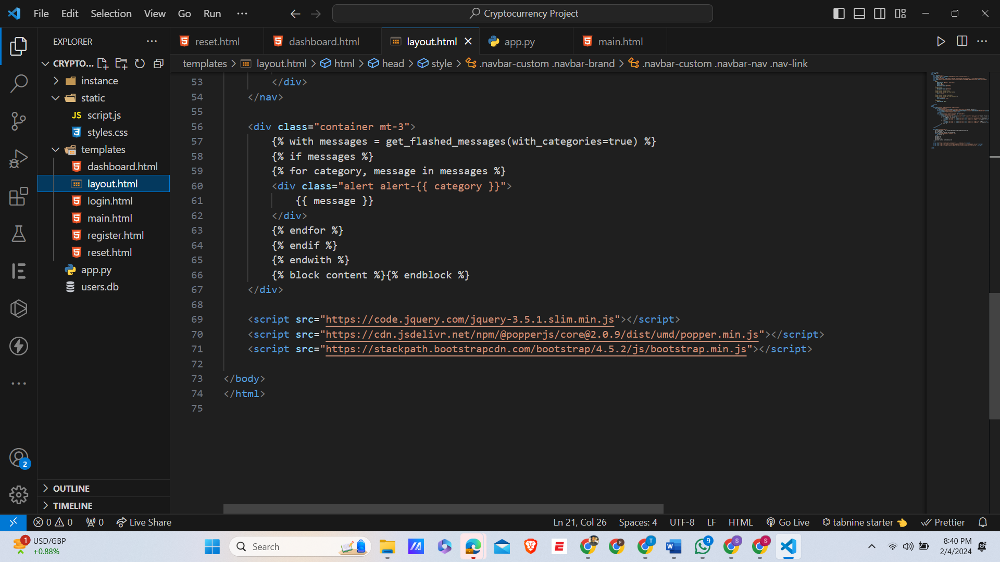 File Edit Selection View Go Run ···
Cryptocurrency Project
EXPLORER
reset.html
dashboard.html
layout.html
app.py
main.html
CRYPTO...
templates > layout.html > html > head > style > .navbar-custom .navbar-brand > .navbar-custom .navbar-nav .nav-link
instance
static
JS script.js
styles.css
templates
dashboard.html
layout.html
login.html
main.html
register.html
reset.html
app.py
users.db
OUTLINE
TIMELINE
53 </div>
54 </nav>
55
56 <div class="container mt-3">
57 {% with messages = get_flashed_messages(with_categories=true) %}
58 {% if messages %}
59 {% for category, message in messages %}
60 <div class="alert alert-{{ category }}">
61 {{ message }}
62 </div>
63 {% endfor %}
64 {% endif %}
65 {% endwith %}
66 {% block content %}{% endblock %}
67 </div>
68
69 <script src="https://code.jquery.com/jquery-3.5.1.slim.min.js"></script>
70 <script src="https://cdn.jsdelivr.net/npm/@popperjs/core@2.0.9/dist/umd/popper.min.js"></script>
71 <script src="https://stackpath.bootstrapcdn.com/bootstrap/4.5.2/js/bootstrap.min.js"></script>
72
73 </body>
74 </html>
75
2
0 0 0 Live Share
Ln 21, Col 26 Spaces: 4 UTF-8 LF HTML Go Live tabnine starter Prettier
1 USD/GBP
+0.88%
Search
E
F
T
W
9
S
S
8:40 PM
2/4/2024